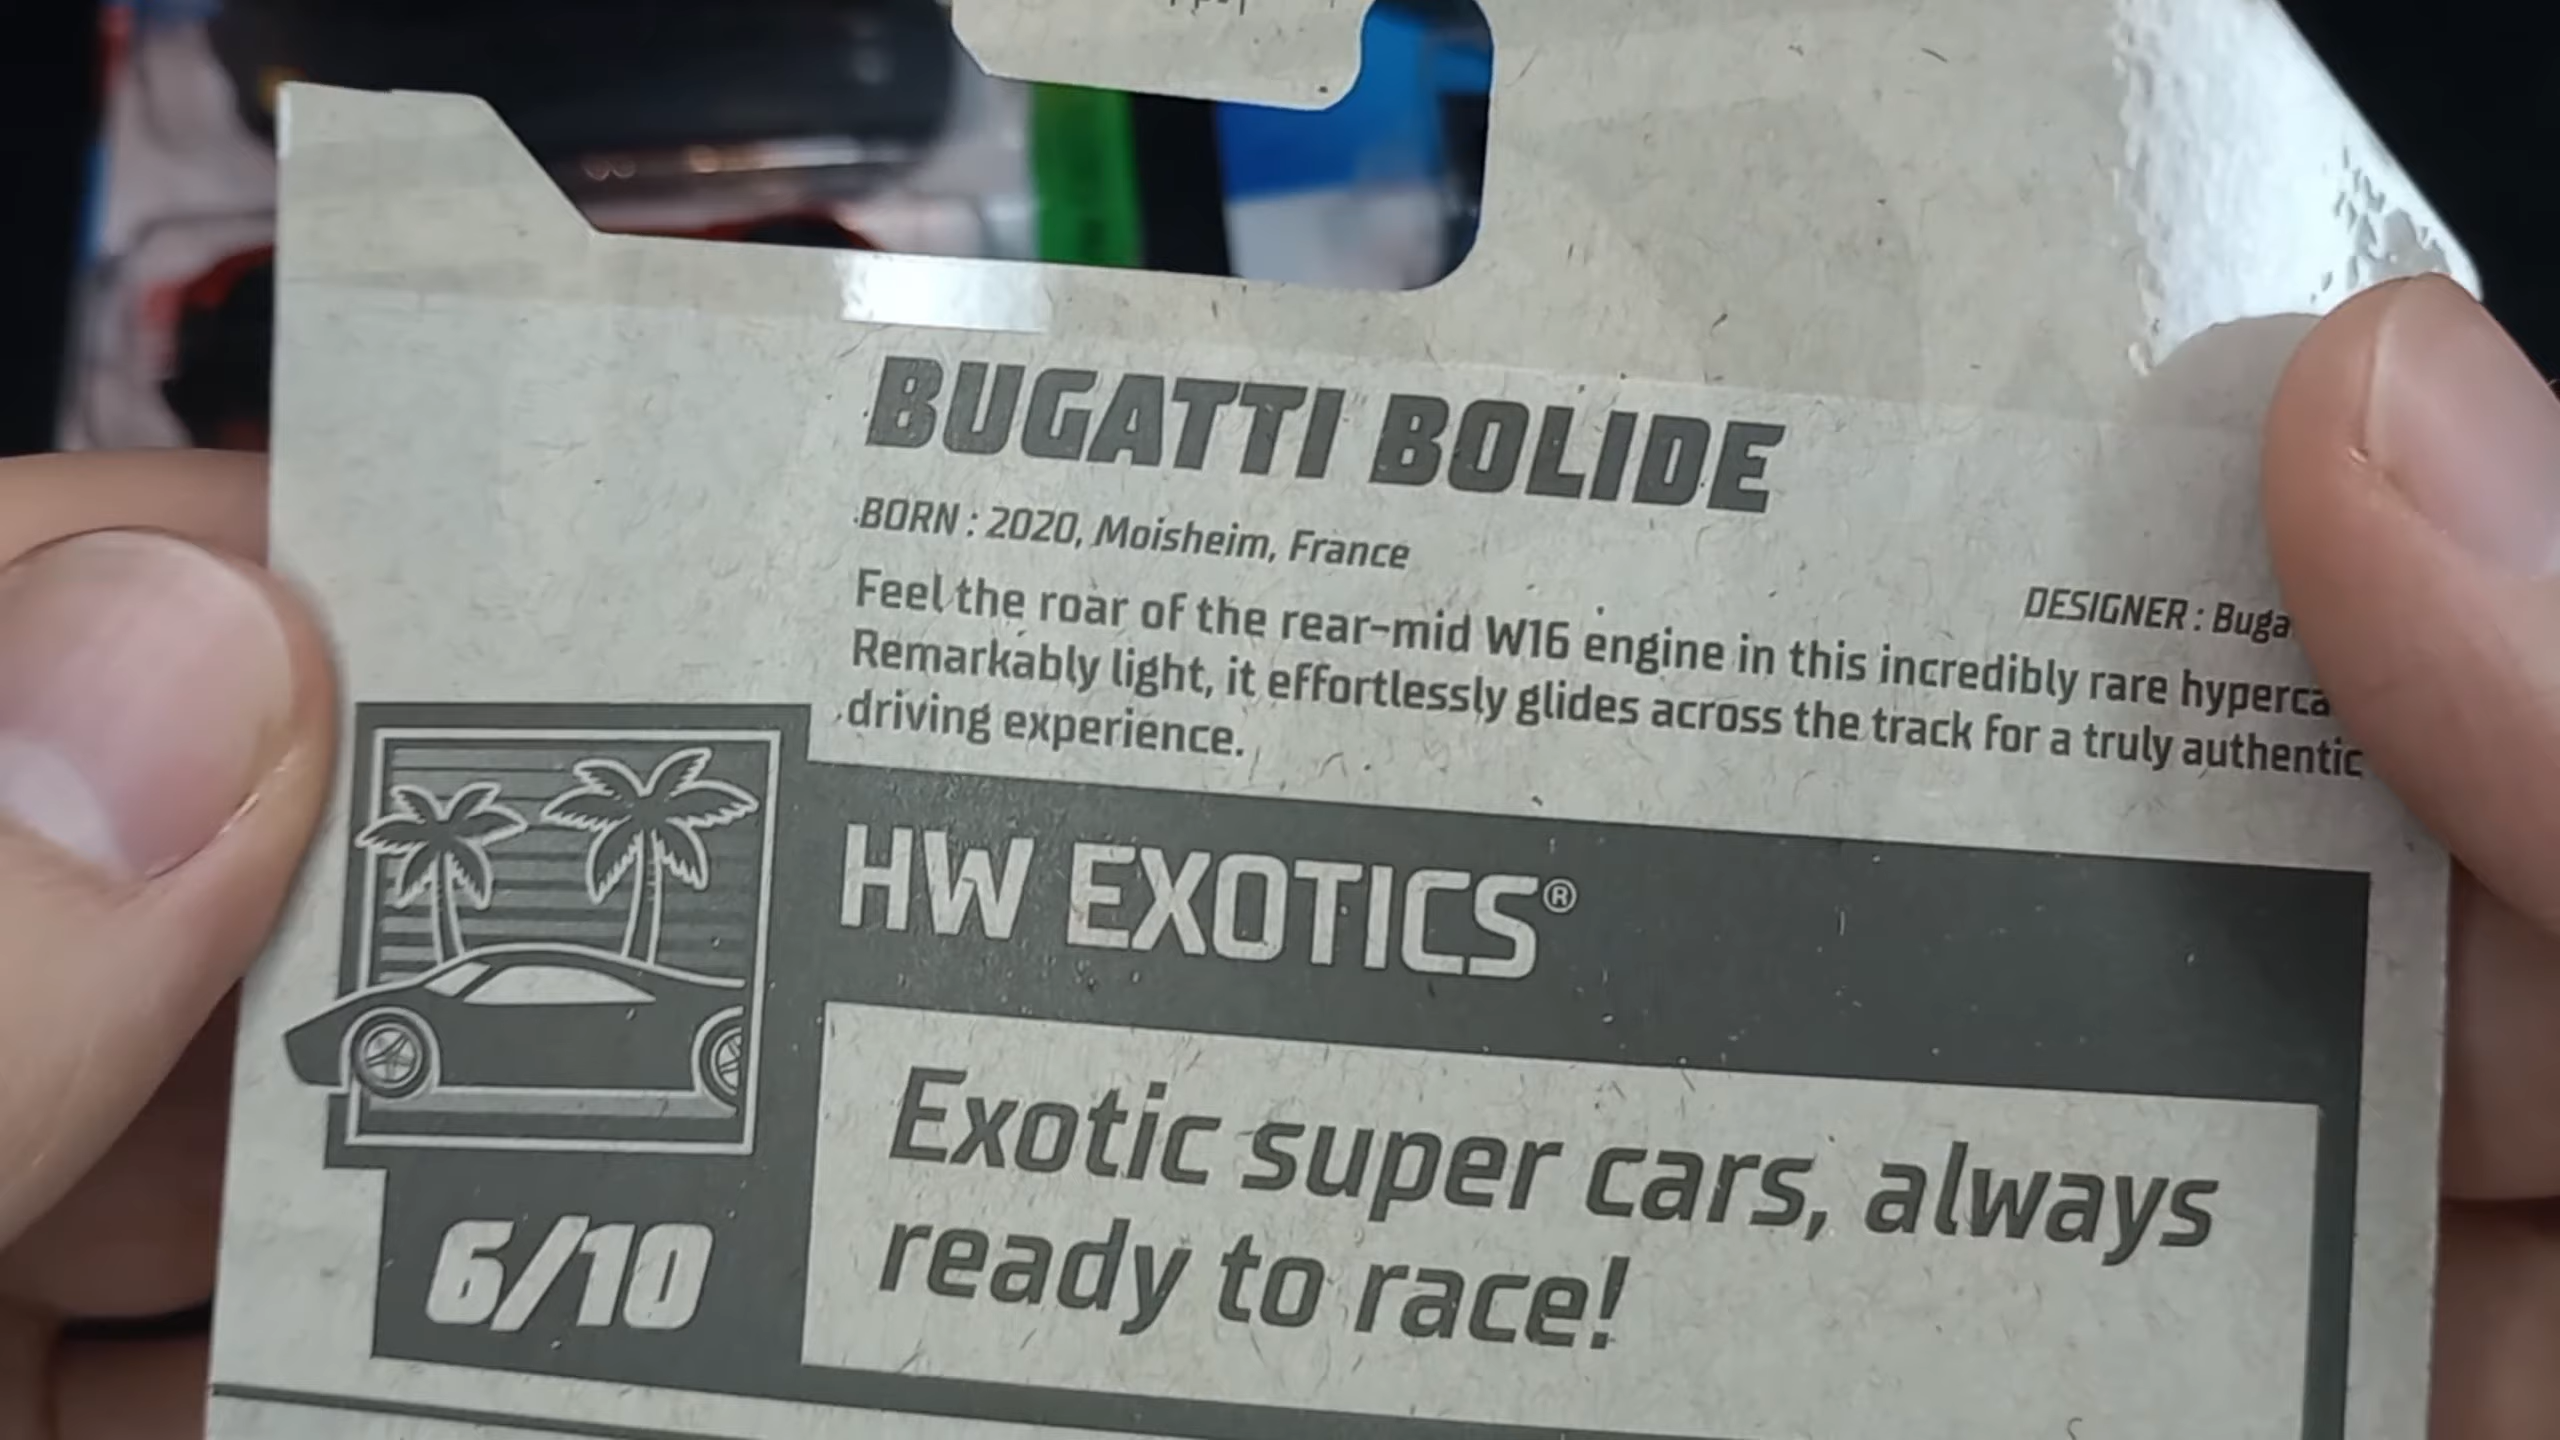 BUGATTI BOLIDE
BORN : 2020, Moisheim, France
DESIGNER : Buga
Feel the roar of the rear-mid W16 engine in this incredibly rare hyperca
Remarkably light, it effortlessly glides across the track for a truly authentic
driving experience.
HW EXOTICS®
Exotic super cars, always
ready to race!
6/10